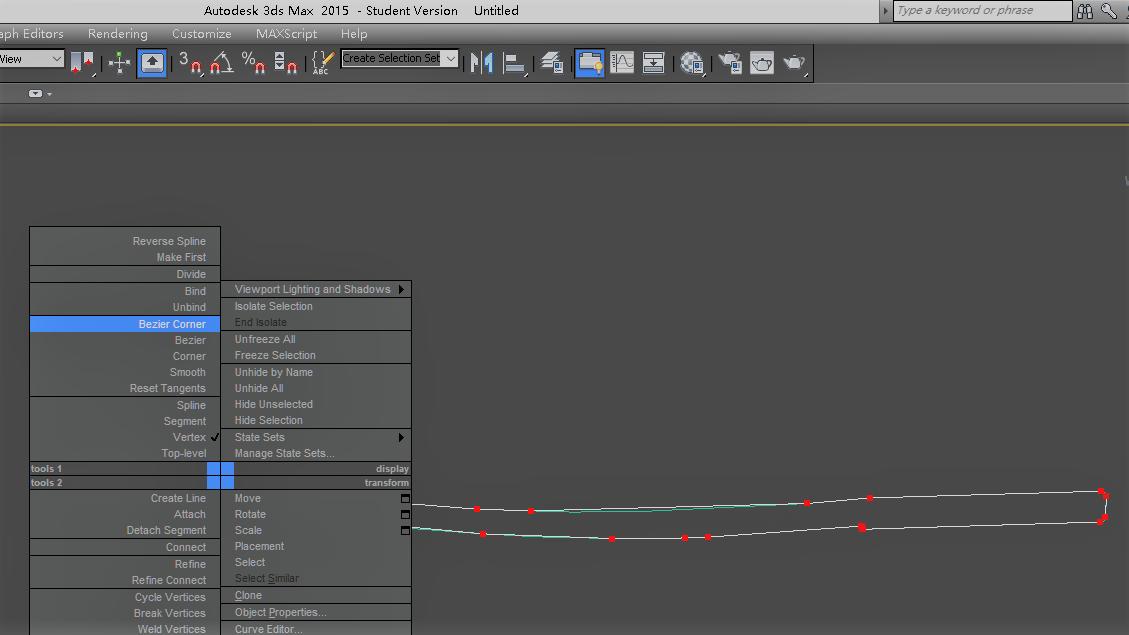 Autodesk 3ds Max 2015 - Student Version Untitled
Type a keyword or phrase
aph Editors Rendering Customize MAXScript Help
View
3
%
ABC
Create Selection Set
Reverse Spline
Make First
Divide
Bind
Unbind
Bezier Corner
Bezier
Corner
Smooth
Reset Tangents
Spline
Segment
Vertex
Top-level
Viewport Lighting and Shadows
Isolate Selection
End Isolate
Unfreeze All
Freeze Selection
Unhide by Name
Unhide All
Hide Unselected
Hide Selection
State Sets
Manage State Sets...
tools 1 display
tools 2 transform
Create Line
Attach
Detach Segment
Connect
Refine
Refine Connect
Cycle Vertices
Break Vertices
Weld Vertices
Move
Rotate
Scale
Placement
Select
Select Similar
Clone
Object Properties...
Curve Editor...